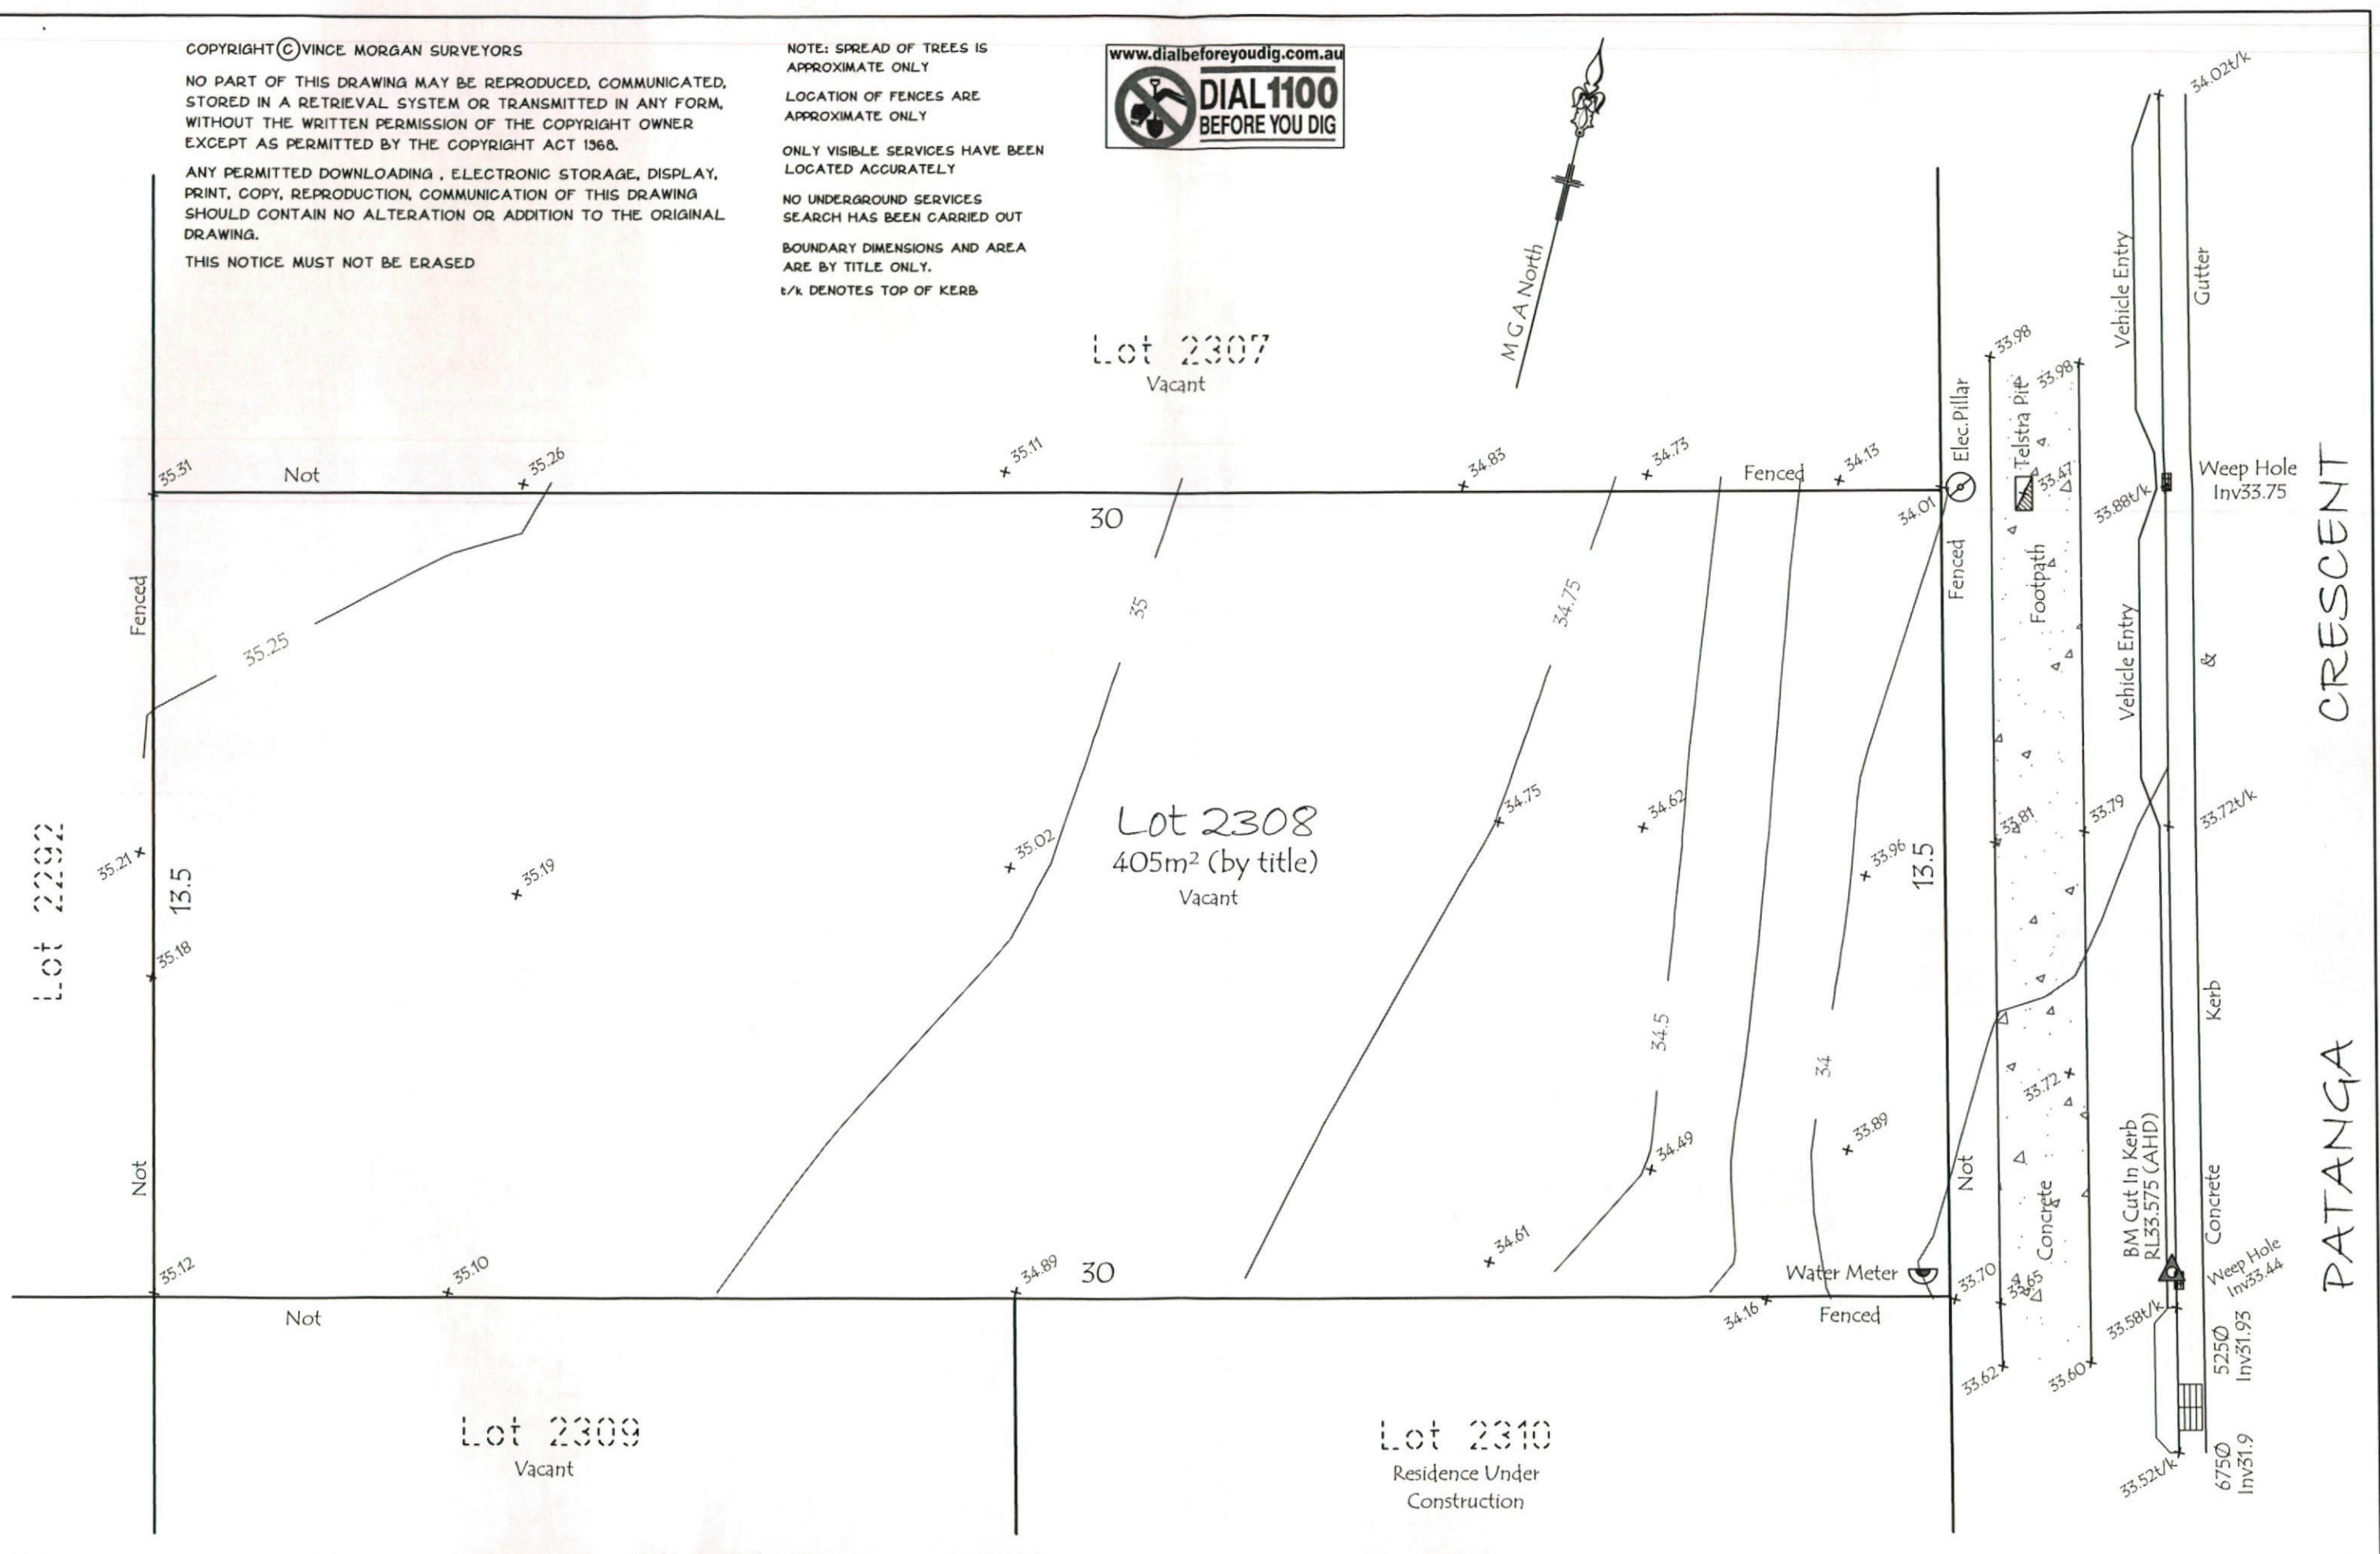 COPYRIGHT © VINCE MORGAN SURVEYORS
NO PART OF THIS DRAWING MAY BE REPRODUCED, COMMUNICATED,
STORED IN A RETRIEVAL SYSTEM OR TRANSMITTED IN ANY FORM,
WITHOUT THE WRITTEN PERMISSION OF THE COPYRIGHT OWNER
EXCEPT AS PERMITTED BY THE COPYRIGHT ACT 1968.
ANY PERMITTED DOWNLOADING , ELECTRONIC STORAGE, DISPLAY,
PRINT, COPY, REPRODUCTION, COMMUNICATION OF THIS DRAWING
SHOULD CONTAIN NO ALTERATION OR ADDITION TO THE ORIGINAL
DRAWING.
THIS NOTICE MUST NOT BE ERASED
NOTE: SPREAD OF TREES IS
APPROXIMATE ONLY
LOCATION OF FENCES ARE
APPROXIMATE ONLY
ONLY VISIBLE SERVICES HAVE BEEN
LOCATED ACCURATELY
NO UNDERGROUND SERVICES
SEARCH HAS BEEN CARRIED OUT
BOUNDARY DIMENSIONS AND AREA
ARE BY TITLE ONLY.
t/k DENOTES TOP OF KERB
www.dialbeforeyoudig.com.au
DIAL 1100
BEFORE YOU DIG
M G A North
Lot 2307
Vacant
34.02t/k
Vehicle Entry
Gutter
33.98
33.98
Elec.Pillar
Telstra Pit
33.47
33.88t/k
Weep Hole
Inv33.75
35.31
Not
35.26
35.11
34.83
34.73
Fenced
34.13
34.01
30
Fenced
35.25
35
34.75
Fenced
Footpath
Vehicle Entry
&
CRESCENT
Lot 2292
35.21
13.5
35.18
35.19
35.02
Lot 2308
405m² (by title)
Vacant
34.75
34.62
33.96
13.5
33.81
33.79
33.72t/k
34.5
34
33.72
Kerb
Not
34.49
33.89
Not
Concrete
BM Cut In Kerb
RL33.575 (AHD)
Concrete
PATANGA
35.12
35.10
34.89
30
34.61
Water Meter
33.70
33.65
Weep Hole
Inv33.44
Not
34.16
Fenced
33.58t/k
33.62
33.60
525Ø
Inv31.93
Lot 2309
Vacant
Lot 2310
Residence Under
Construction
33.52t/k
675Ø
Inv31.9